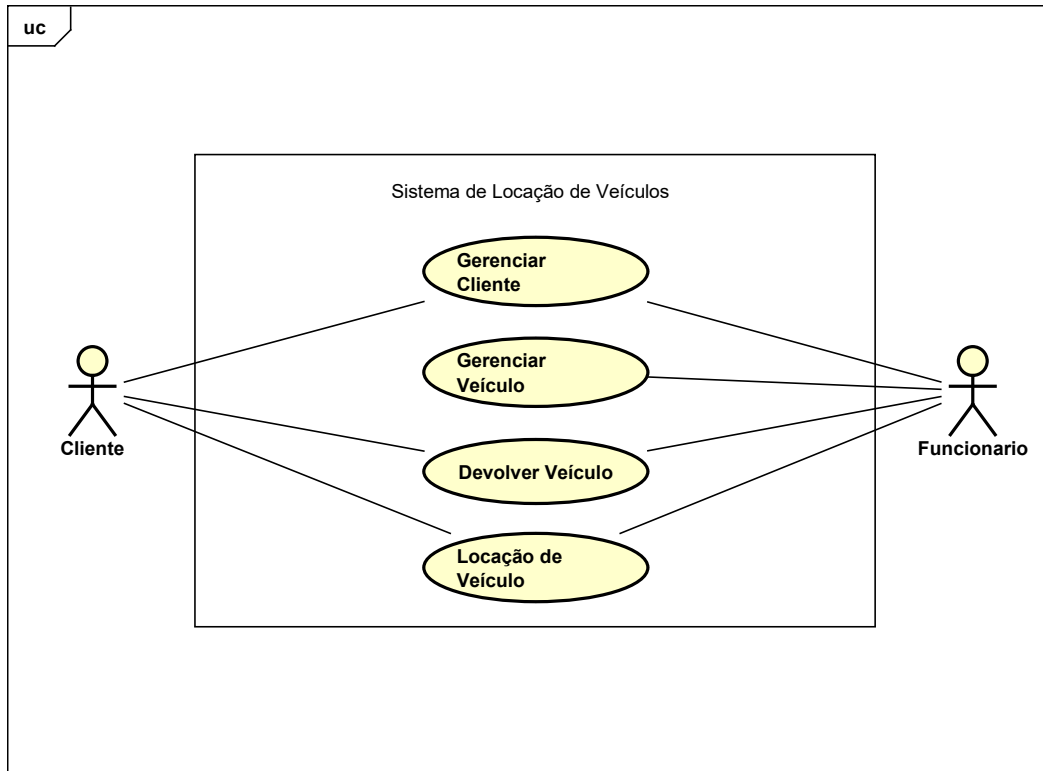 uc
Sistema de Locação de Veículos
Gerenciar
Cliente
Gerenciar
Veículo
Cliente
Funcionario
Devolver Veículo
Locação de
Veículo